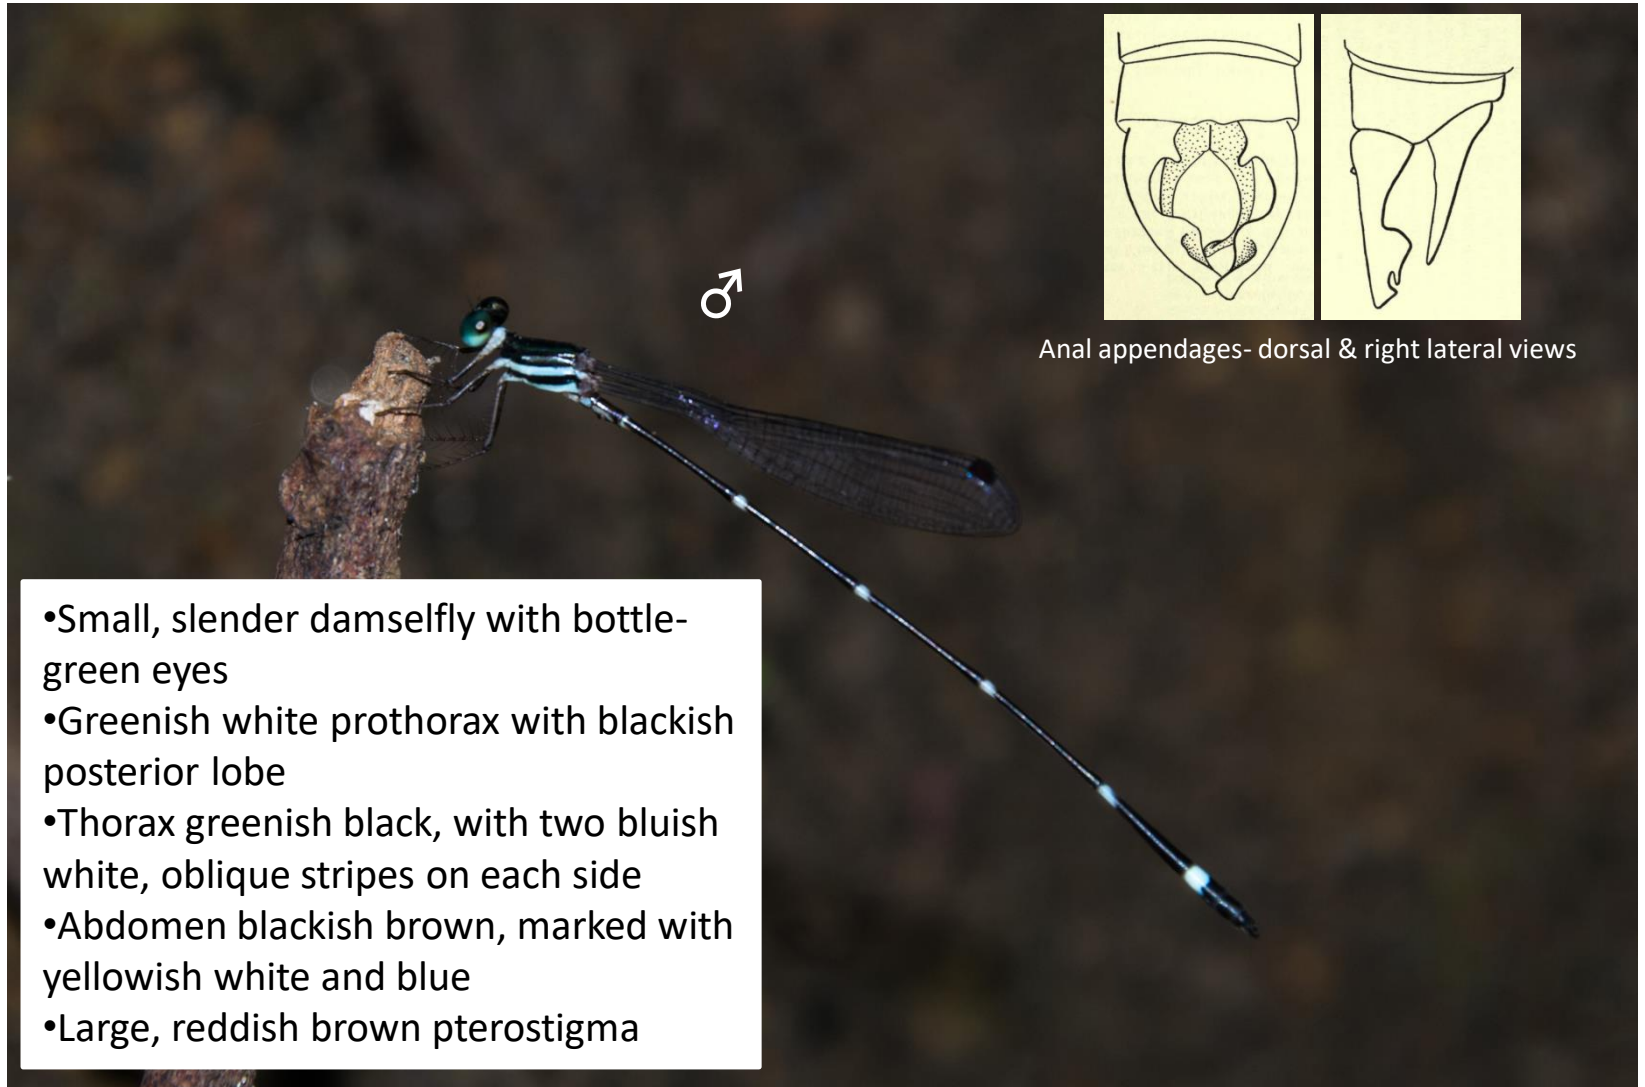 ♂
Anal appendages- dorsal & right lateral views
•Small, slender damselfly with bottle-
green eyes
•Greenish white prothorax with blackish
posterior lobe
•Thorax greenish black, with two bluish
white, oblique stripes on each side
•Abdomen blackish brown, marked with
yellowish white and blue
•Large, reddish brown pterostigma